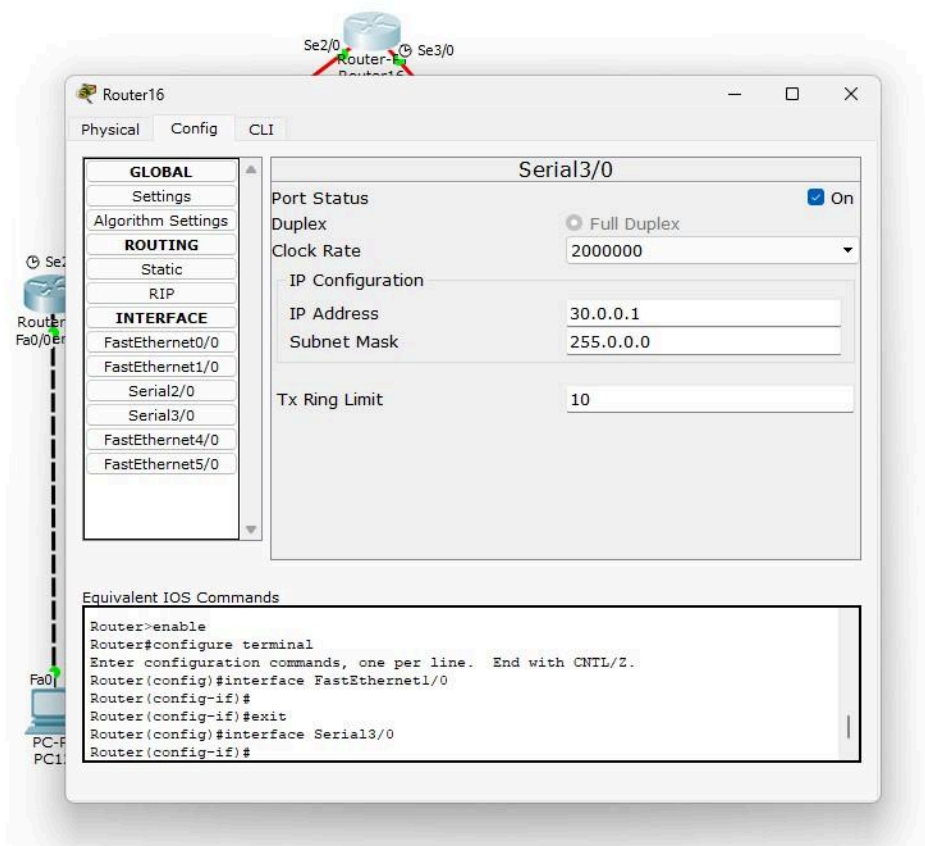 Se2/0
Se3/0
Router16
Physical Config CLI
GLOBAL
Settings
Algorithm Settings
ROUTING
Static
RIP
INTERFACE
FastEthernet0/0
FastEthernet1/0
Serial2/0
Serial3/0
FastEthernet4/0
FastEthernet5/0
Serial3/0
Port Status On
Duplex Full Duplex
Clock Rate 2000000
IP Configuration
IP Address 30.0.0.1
Subnet Mask 255.0.0.0
Tx Ring Limit 10
Equivalent IOS Commands
Router>enable
Router#configure terminal
Enter configuration commands, one per line. End with CNTL/Z.
Router(config)#interface FastEthernet1/0
Router(config-if)#
Router(config-if)#exit
Router(config)#interface Serial3/0
Router(config-if)#
Router
Fa0/0
Fa0